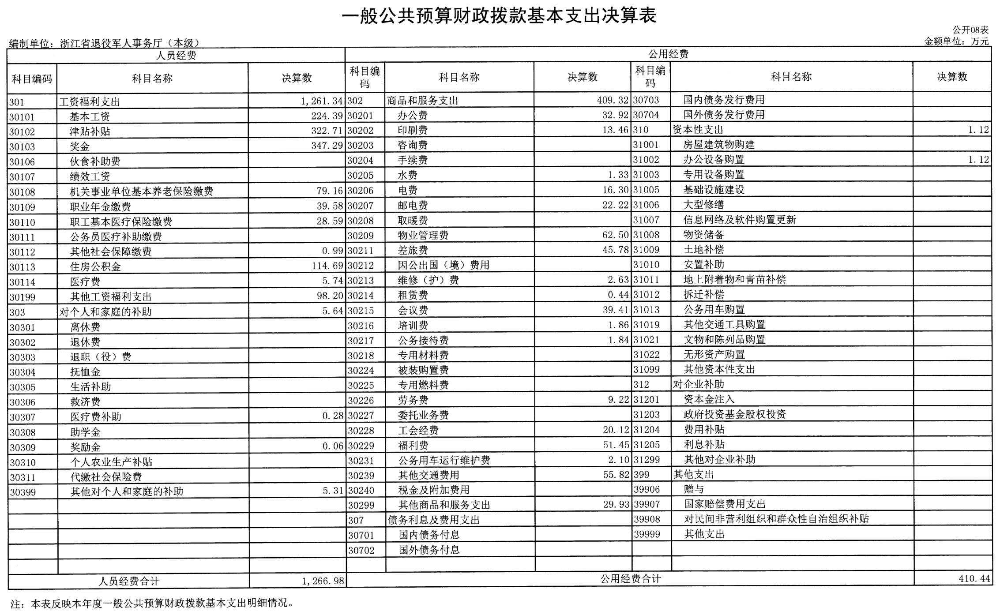 一般公共预算财政拨款基本支出决算表
公开08表
编制单位：浙江省退役军人事务厅（本级） 金额单位：万元
人员经费 公用经费
科目编码 科目名称 决算数 科目编码 科目名称 决算数 科目编码 科目名称 决算数
301 工资福利支出 1,261.34 302 商品和服务支出 409.32 30703 国内债务发行费用
30101 基本工资 224.39 30201 办公费 32.92 30704 国外债务发行费用
30102 津贴补贴 322.71 30202 印刷费 13.46 310 资本性支出 1.12
30103 奖金 347.29 30203 咨询费 31001 房屋建筑物购建
30106 伙食补助费 30204 手续费 31002 办公设备购置 1.12
30107 绩效工资 30205 水费 1.33 31003 专用设备购置
30108 机关事业单位基本养老保险缴费 79.16 30206 电费 16.30 31005 基础设施建设
30109 职业年金缴费 39.58 30207 邮电费 22.22 31006 大型修缮
30110 职工基本医疗保险缴费 28.59 30208 取暖费 31007 信息网络及软件购置更新
30111 公务员医疗补助缴费 30209 物业管理费 62.50 31008 物资储备
30112 其他社会保障缴费 0.99 30211 差旅费 45.78 31009 土地补偿
30113 住房公积金 114.69 30212 因公出国（境）费用 31010 安置补助
30114 医疗费 5.74 30213 维修（护）费 2.63 31011 地上附着物和青苗补偿
30199 其他工资福利支出 98.20 30214 租赁费 0.44 31012 拆迁补偿
303 对个人和家庭的补助 5.64 30215 会议费 39.41 31013 公务用车购置
30301 离休费 30216 培训费 1.86 31019 其他交通工具购置
30302 退休费 30217 公务接待费 1.84 31021 文物和陈列品购置
30303 退职（役）费 30218 专用材料费 31022 无形资产购置
30304 抚恤金 30224 被装购置费 31099 其他资本性支出
30305 生活补助 30225 专用燃料费 312 对企业补助
30306 救济费 30226 劳务费 9.22 31201 资本金注入
30307 医疗费补助 0.28 30227 委托业务费 31203 政府投资基金股权投资
30308 助学金 30228 工会经费 20.12 31204 费用补贴
30309 奖励金 0.06 30229 福利费 51.45 31205 利息补贴
30310 个人农业生产补贴 30231 公务用车运行维护费 2.10 31299 其他对企业补助
30311 代缴社会保险费 30239 其他交通费用 55.82 399 其他支出
30399 其他对个人和家庭的补助 5.31 30240 税金及附加费用 39906 赠与
30299 其他商品和服务支出 29.93 39907 国家赔偿费用支出
307 债务利息及费用支出 39908 对民间非营利组织和群众性自治组织补贴
30701 国内债务付息 39999 其他支出
30702 国外债务付息
人员经费合计 1,266.98 公用经费合计 410.44
注：本表反映本年度一般公共预算财政拨款基本支出明细情况。